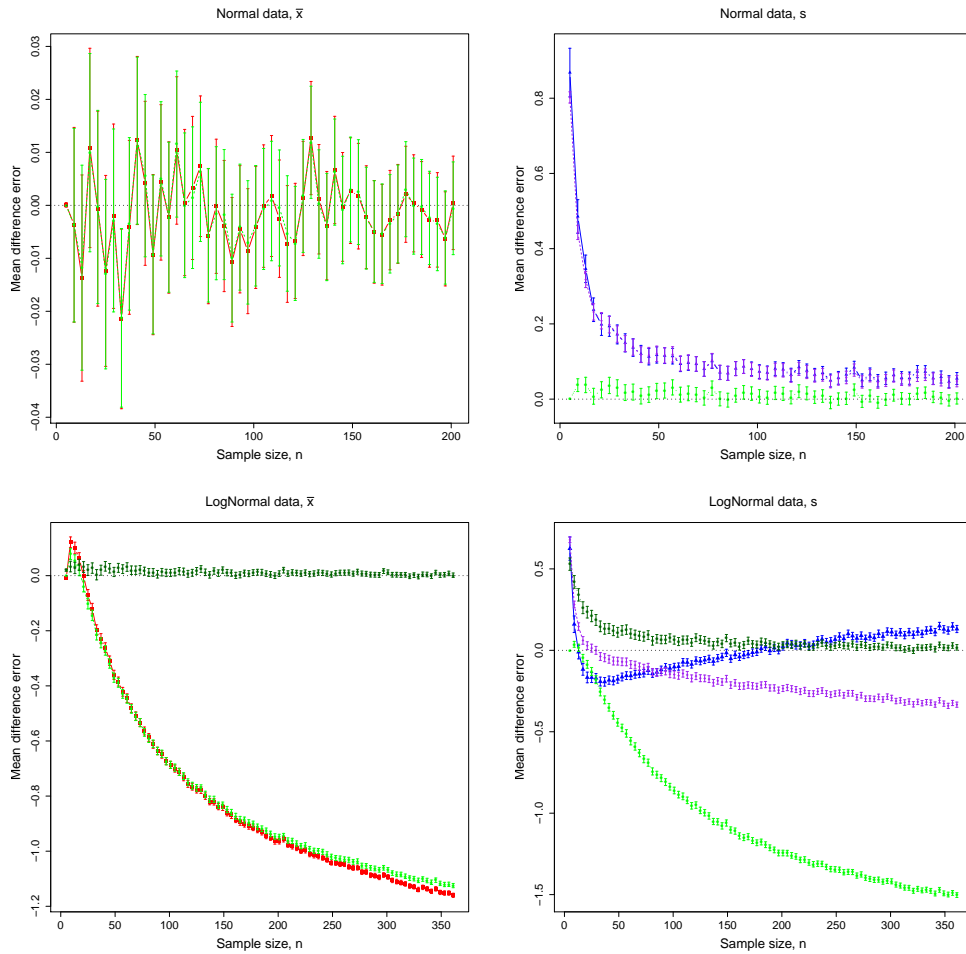 Normal data, x̅
Mean difference error
0.03
0.02
0.01
0.00
−0.01
−0.02
−0.03
−0.04
0 50 100 150 200
Sample size, n
Normal data, s
Mean difference error
0.8
0.6
0.4
0.2
0.0
0 50 100 150 200
Sample size, n
LogNormal data, x̅
Mean difference error
0.0
−0.2
−0.4
−0.6
−0.8
−1.0
−1.2
0 50 100 150 200 250 300 350
Sample size, n
LogNormal data, s
Mean difference error
0.5
0.0
−0.5
−1.0
−1.5
0 50 100 150 200 250 300 350
Sample size, n